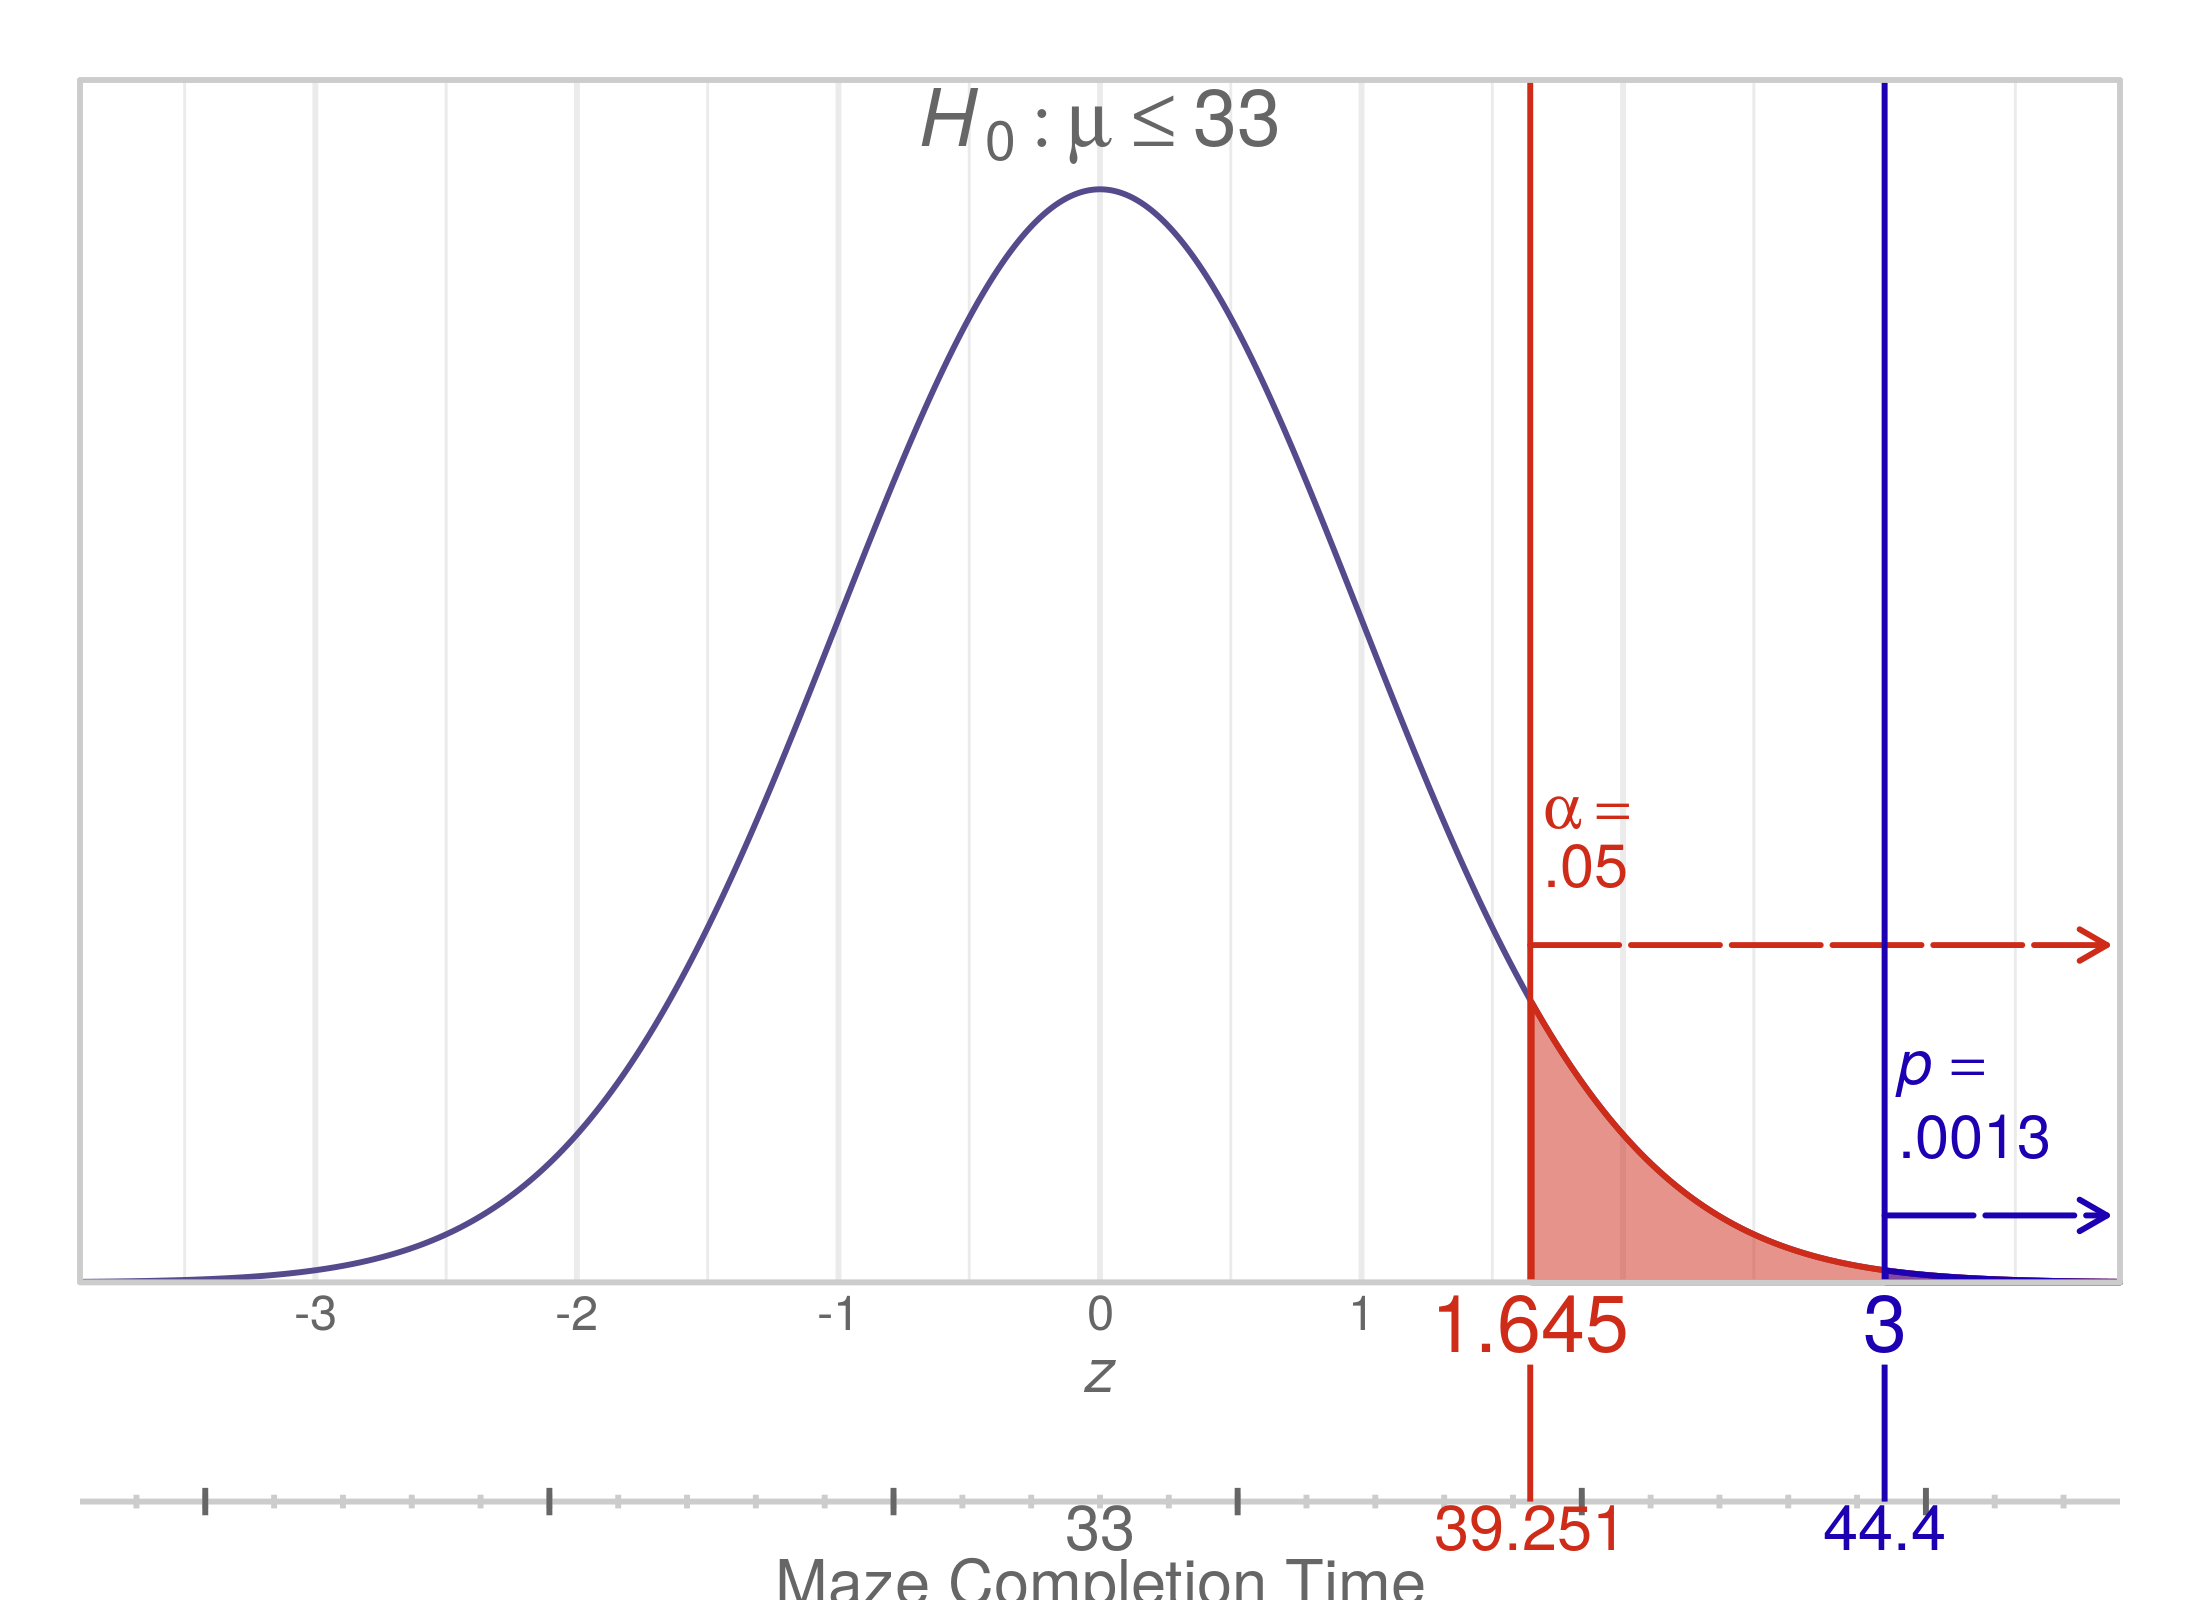 H0 : μ ≤ 33
α =
.05
p =
.0013
-3 -2 -1 0 1 1.645 3
z
33 39.251 44.4
Maze Completion Time